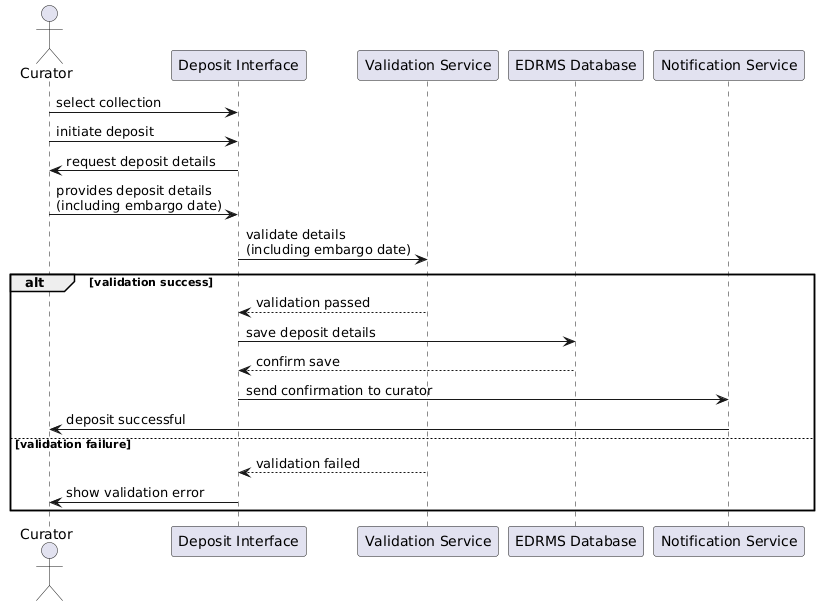 Curator
Deposit Interface
Validation Service
EDRMS Database
Notification Service
select collection
initiate deposit
request deposit details
provides deposit details
(including embargo date)
validate details
(including embargo date)
alt
[validation success]
validation passed
save deposit details
confirm save
send confirmation to curator
deposit successful
[validation failure]
validation failed
show validation error
Curator
Deposit Interface
Validation Service
EDRMS Database
Notification Service